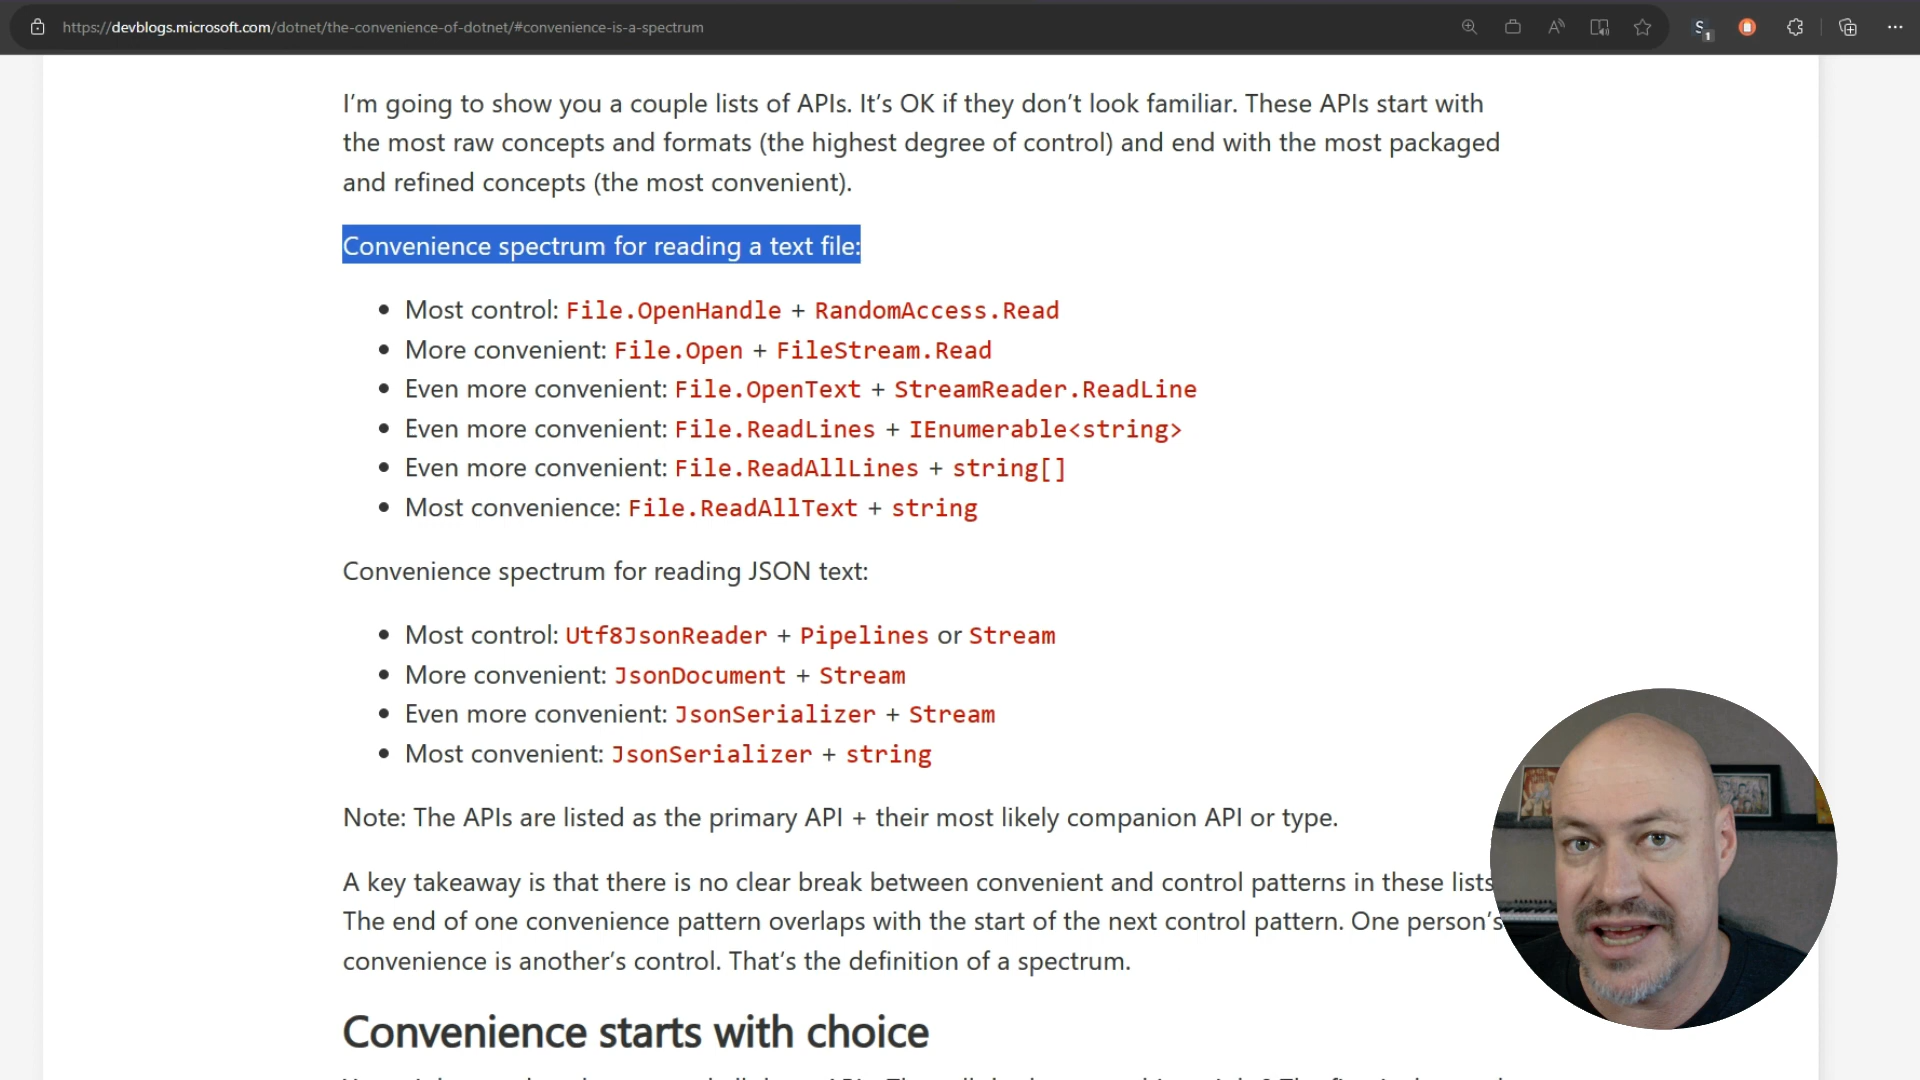 https://devblogs.microsoft.com/dotnet/the-convenience-of-dotnet/#convenience-is-a-spectrum
I’m going to show you a couple lists of APIs. It’s OK if they don’t look familiar. These APIs start with
the most raw concepts and formats (the highest degree of control) and end with the most packaged
and refined concepts (the most convenient).
Convenience spectrum for reading a text file:
• Most control: File.OpenHandle + RandomAccess.Read
• More convenient: File.Open + FileStream.Read
• Even more convenient: File.OpenText + StreamReader.ReadLine
• Even more convenient: File.ReadLines + IEnumerable<string>
• Even more convenient: File.ReadAllLines + string[]
• Most convenience: File.ReadAllText + string
Convenience spectrum for reading JSON text:
• Most control: Utf8JsonReader + Pipelines or Stream
• More convenient: JsonDocument + Stream
• Even more convenient: JsonSerializer + Stream
• Most convenient: JsonSerializer + string
Note: The APIs are listed as the primary API + their most likely companion API or type.
A key takeaway is that there is no clear break between convenient and control patterns in these lists
The end of one convenience pattern overlaps with the start of the next control pattern. One person’s
convenience is another’s control. That’s the definition of a spectrum.
Convenience starts with choice